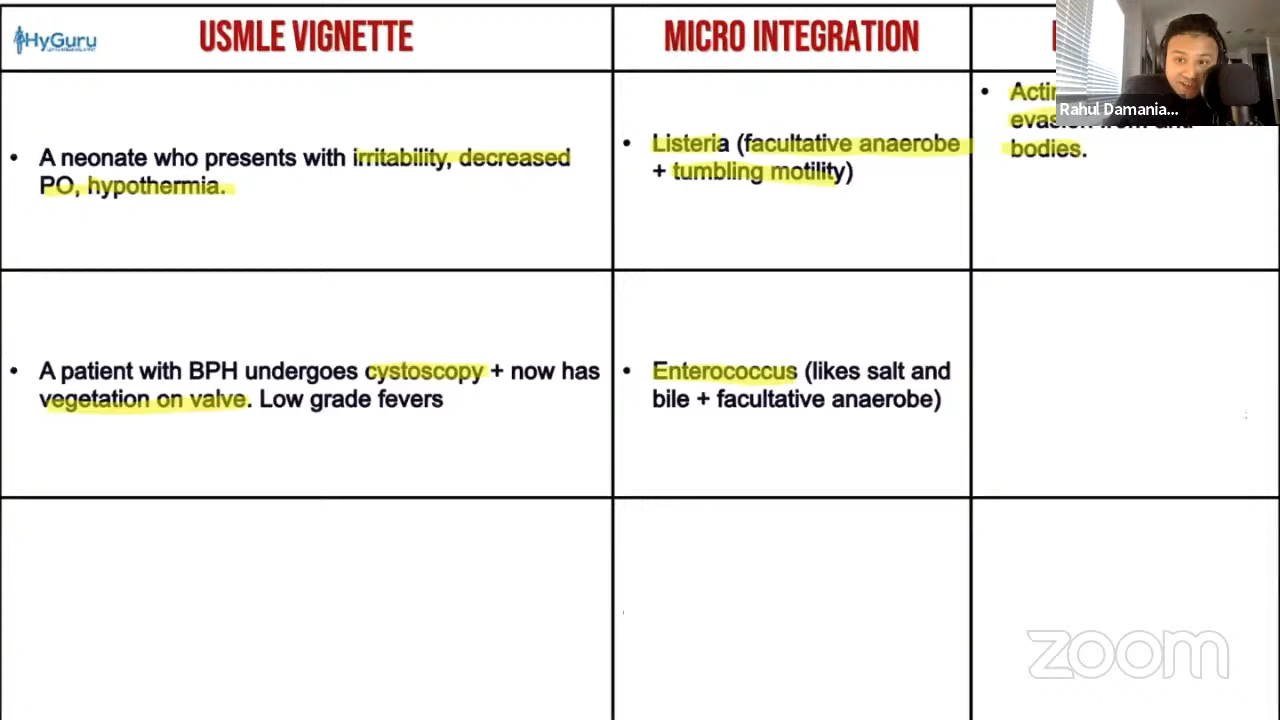 HyGuru
USMLE VIGNETTE
MICRO INTEGRATION
Rahul Damania...
• A neonate who presents with irritability, decreased
PO, hypothermia.
• Listeria (facultative anaerobe
+ tumbling motility)
•
evasion from
bodies.
• A patient with BPH undergoes cystoscopy + now has
vegetation on valve. Low grade fevers
• Enterococcus (likes salt and
bile + facultative anaerobe)
zoom